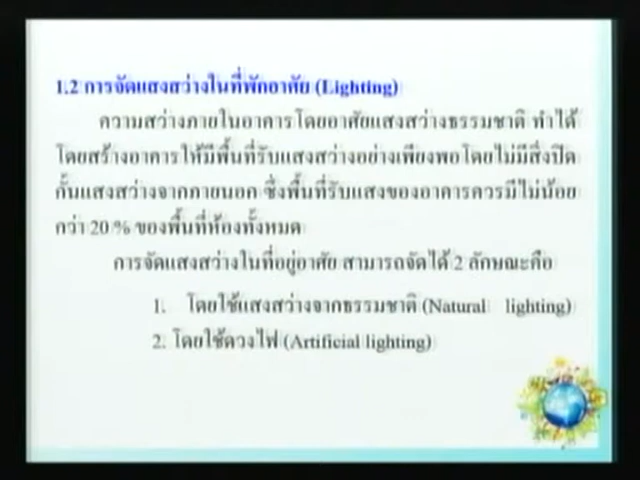 1.2 การจัดแสงสว่างในที่พักอาศัย (Lighting)
ความสว่างภายในอาคารโดยอาศัยแสงสว่างธรรมชาติ ทำได้
โดยสร้างอาคารให้มีพื้นที่รับแสงสว่างอย่างเพียงพอโดยไม่มีสิ่งปิด
กั้นแสงสว่างจากภายนอก ซึ่งพื้นที่รับแสงของอาคารควรมีไม่น้อย
กว่า 20 % ของพื้นที่ห้องทั้งหมด
การจัดแสงสว่างในที่อยู่อาศัย สามารถจัดได้ 2 ลักษณะคือ
1. โดยใช้แสงสว่างจากธรรมชาติ (Natural lighting)
2. โดยใช้ดวงไฟ (Artificial lighting)